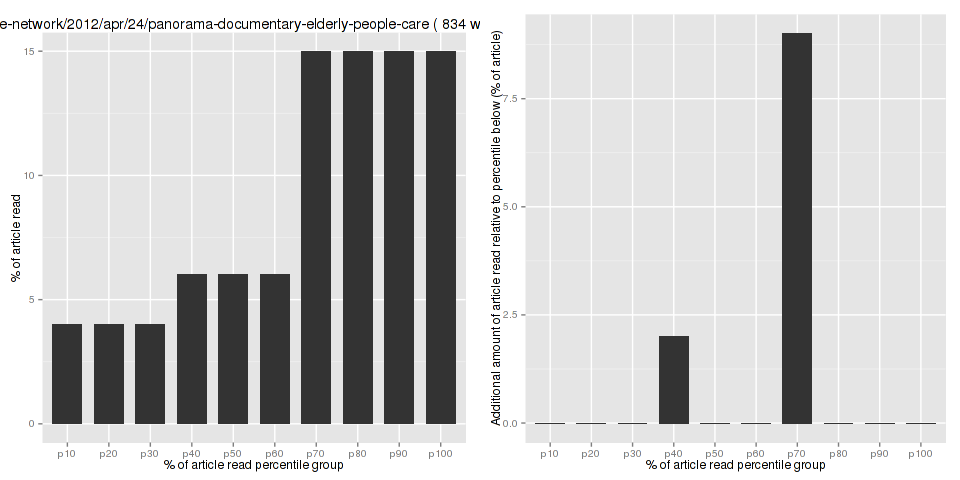 e-network/2012/apr/24/panorama-documentary-elderly-people-care ( 834 w
% of article read
15
10
5
0
p10 p20 p30 p40 p50 p60 p70 p80 p90 p100
% of article read percentile group
Additional amount of article read relative to percentile below (% of article)
7.5
5.0
2.5
0.0
p10 p20 p30 p40 p50 p60 p70 p80 p90 p100
% of article read percentile group